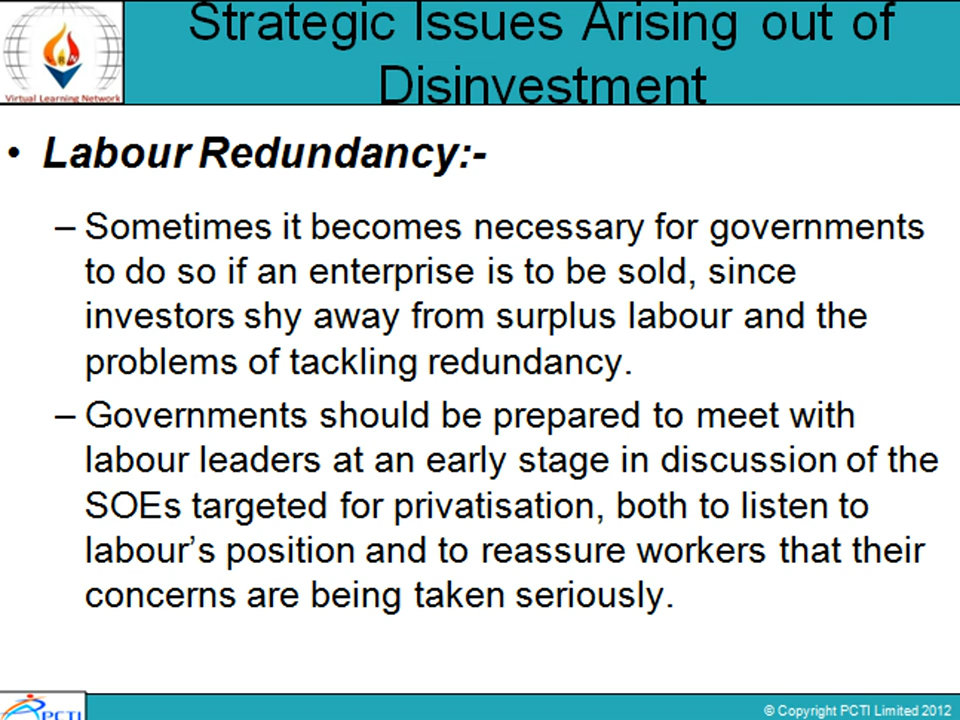 Strategic Issues Arising out of
Disinvestment
Virtual Learning Network
• Labour Redundancy:-
– Sometimes it becomes necessary for governments
to do so if an enterprise is to be sold, since
investors shy away from surplus labour and the
problems of tackling redundancy.
– Governments should be prepared to meet with
labour leaders at an early stage in discussion of the
SOEs targeted for privatisation, both to listen to
labour’s position and to reassure workers that their
concerns are being taken seriously.
PCTI
© Copyright PCTI Limited 2012